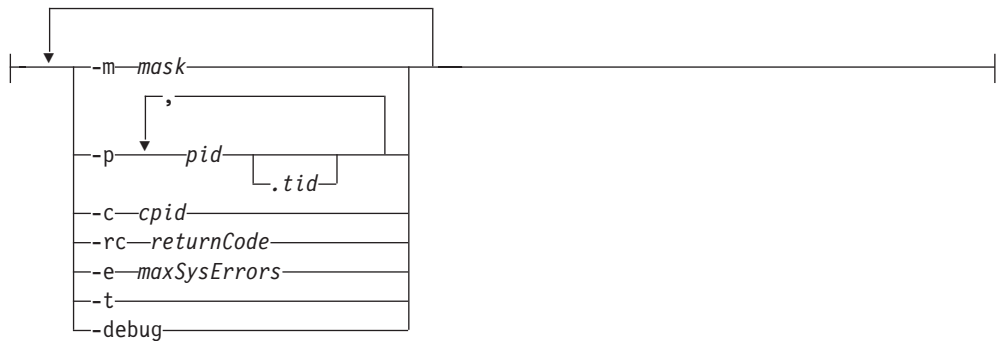 -m mask
,
-p pid
.tid
-c cpid
-rc returnCode
-e maxSysErrors
-t
-debug